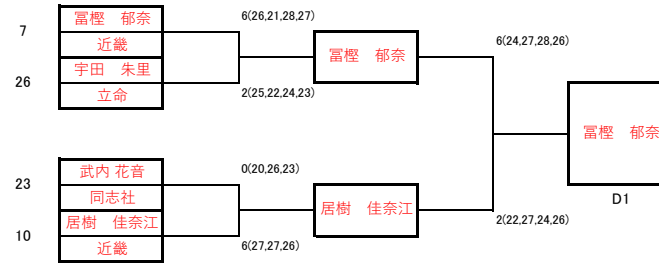 7
冨樫　郁奈
近畿
26
宇田　朱里
立命
6(26,21,28,27)
2(25,22,24,23)
冨樫　郁奈
6(24,27,28,26)
冨樫　郁奈
D1
23
武内 花音
同志社
10
居樹　佳奈江
近畿
0(20,26,23)
6(27,27,26)
居樹　佳奈江
2(22,27,24,26)